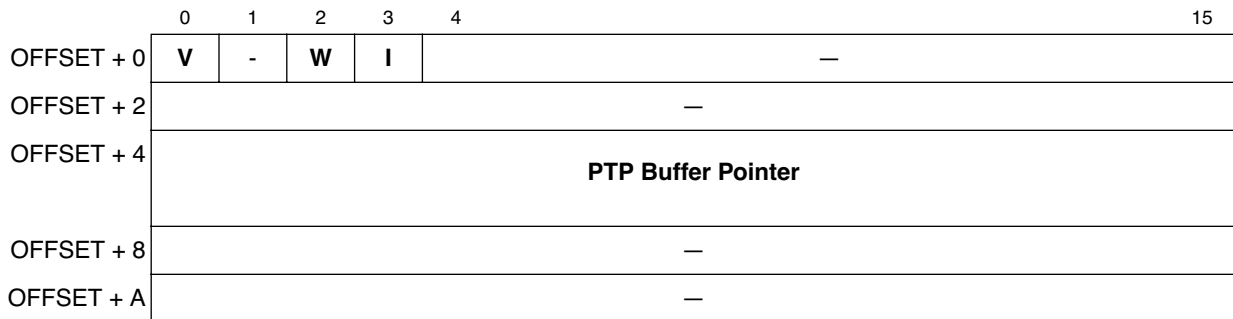 0 1 2 3 4 15
OFFSET + 0 V - W I —
OFFSET + 2 —
OFFSET + 4 PTP Buffer Pointer
OFFSET + 8 —
OFFSET + A —